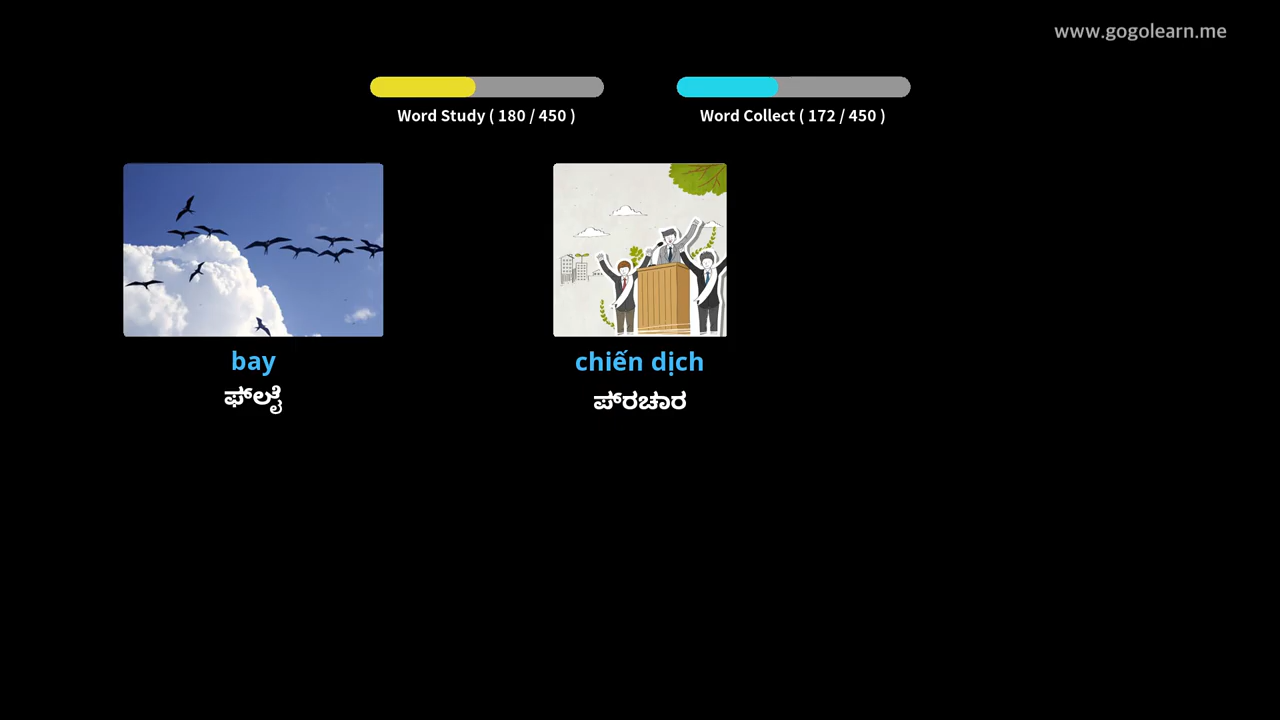 www.gogolearn.me
Word Study ( 180 / 450 )
Word Collect ( 172 / 450 )
bay
ಫ್ಲೈ
chiến dịch
ಪ್ರಚಾರ